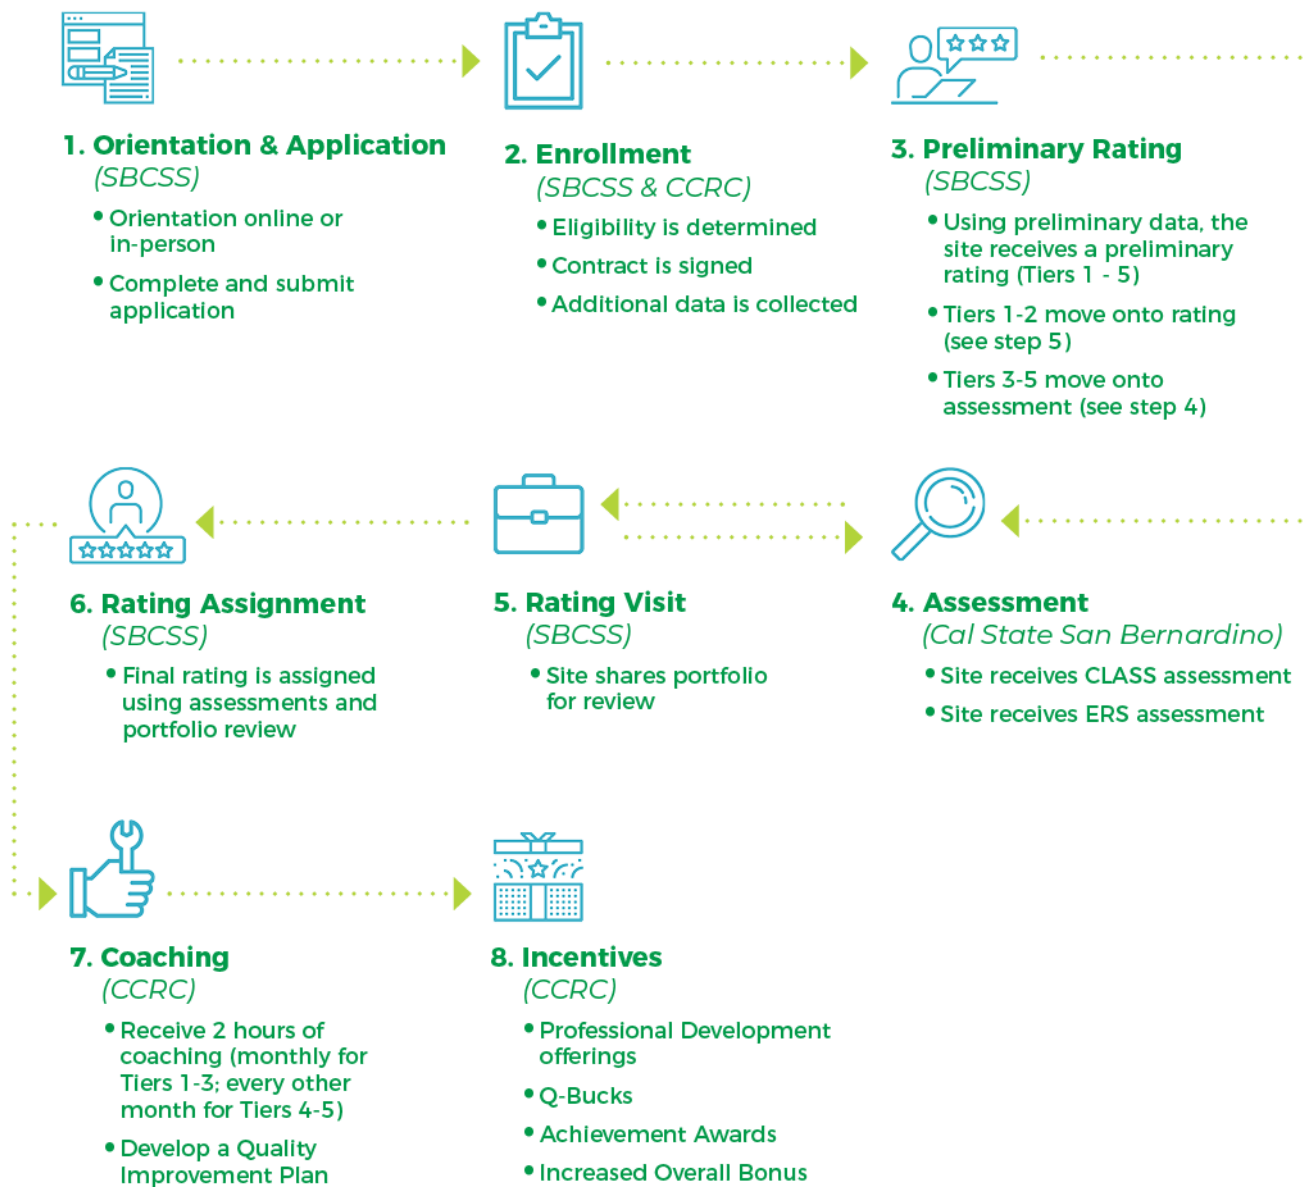 1. Orientation & Application
(SBCSS)
• Orientation online or
in-person
• Complete and submit
application
2. Enrollment
(SBCSS & CCRC)
• Eligibility is determined
• Contract is signed
• Additional data is collected
3. Preliminary Rating
(SBCSS)
• Using preliminary data, the
site receives a preliminary
rating (Tiers 1 - 5)
• Tiers 1-2 move onto rating
(see step 5)
• Tiers 3-5 move onto
assessment (see step 4)
6. Rating Assignment
(SBCSS)
• Final rating is assigned
using assessments and
portfolio review
5. Rating Visit
(SBCSS)
• Site shares portfolio
for review
4. Assessment
(Cal State San Bernardino)
• Site receives CLASS assessment
• Site receives ERS assessment
7. Coaching
(CCRC)
• Receive 2 hours of
coaching (monthly for
Tiers 1-3; every other
month for Tiers 4-5)
• Develop a Quality
Improvement Plan
8. Incentives
(CCRC)
• Professional Development
offerings
• Q-Bucks
• Achievement Awards
• Increased Overall Bonus